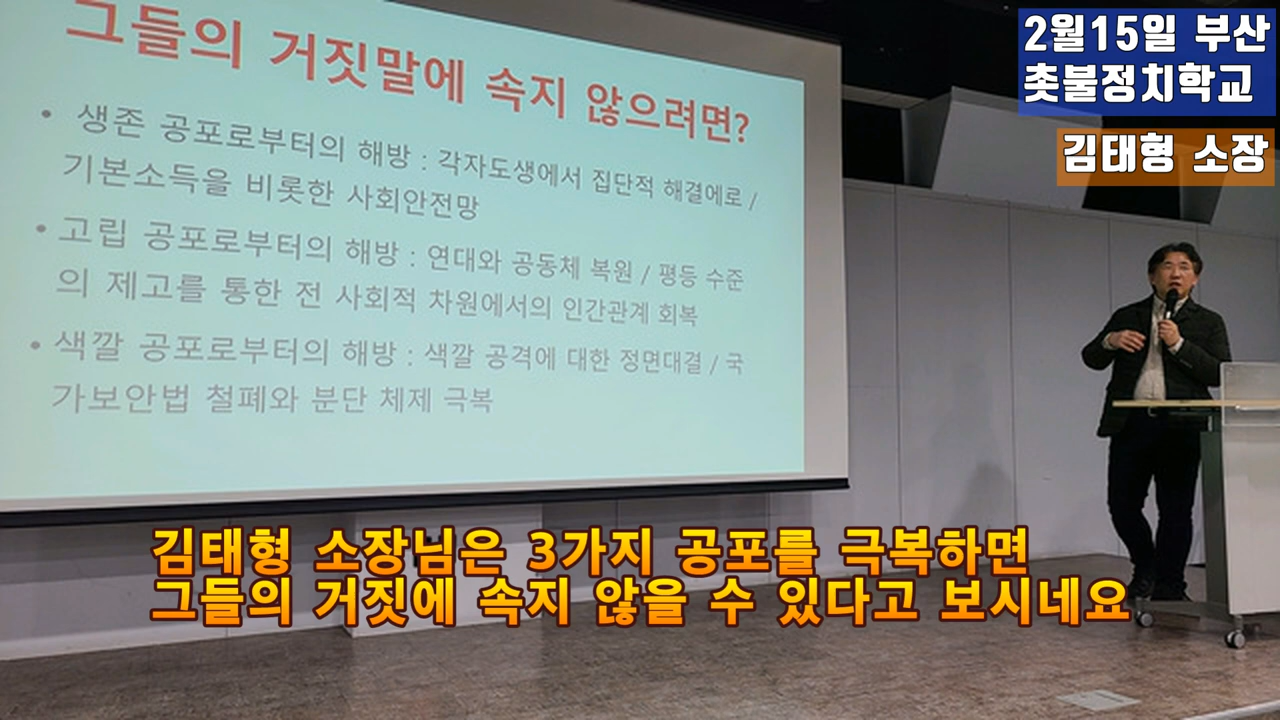 그들의 거짓말에 속지 않으려면?
• 생존 공포로부터의 해방 : 각자도생에서 집단적 해결에로 /
기본소득을 비롯한 사회안전망
• 고립 공포로부터의 해방 : 연대와 공동체 복원 / 평등 수준
의 제고를 통한 전 사회적 차원에서의 인간관계 회복
• 색깔 공포로부터의 해방 : 색깔 공격에 대한 정면대결 / 국
가보안법 철폐와 분단 체제 극복
2월15일 부산
촛불정치학교
김태형 소장
김태형 소장님은 3가지 공포를 극복하면
그들의 거짓에 속지 않을 수 있다고 보시네요